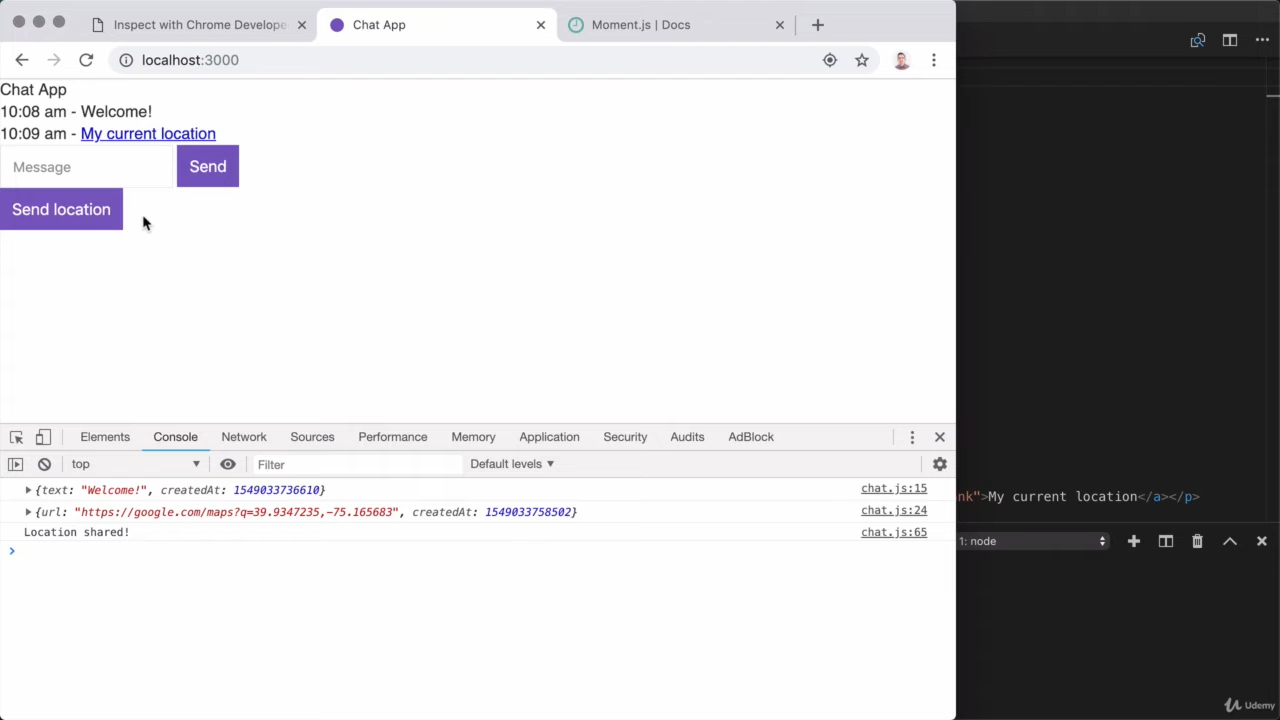 Inspect with Chrome Develope
Chat App
Moment.js | Docs
localhost:3000
Chat App
10:08 am - Welcome!
10:09 am - My current location
Message
Send
Send location
Elements
Console
Network
Sources
Performance
Memory
Application
Security
Audits
AdBlock
top
Filter
Default levels
{text: "Welcome!", createdAt: 1549033736610}
chat.js:15
{url: "https://google.com/maps?q=39.9347235,-75.165683", createdAt: 1549033758502}
chat.js:24
Location shared!
chat.js:65
nk">My current location</a></p>
1: node
Udemy